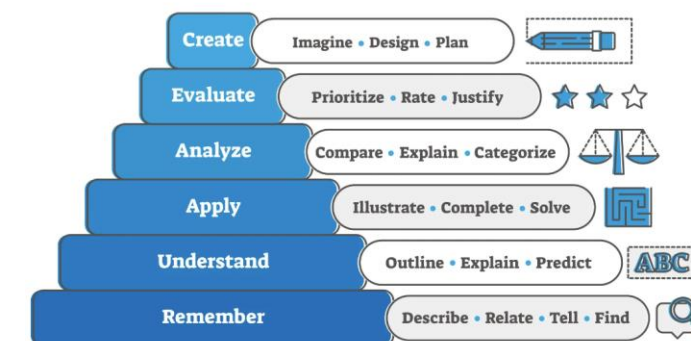 Create Imagine • Design • Plan
Evaluate Prioritize • Rate • Justify
Analyze Compare • Explain • Categorize
Apply Illustrate • Complete • Solve
Understand Outline • Explain • Predict ABC
Remember Describe • Relate • Tell • Find